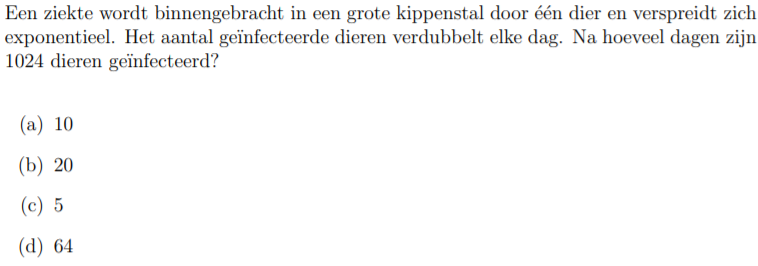 Een ziekte wordt binnengebracht in een grote kippenstal door één dier en verspreidt zich
exponentieel. Het aantal geïnfecteerde dieren verdubbelt elke dag. Na hoeveel dagen zijn
1024 dieren geïnfecteerd?
(a) 10
(b) 20
(c) 5
(d) 64